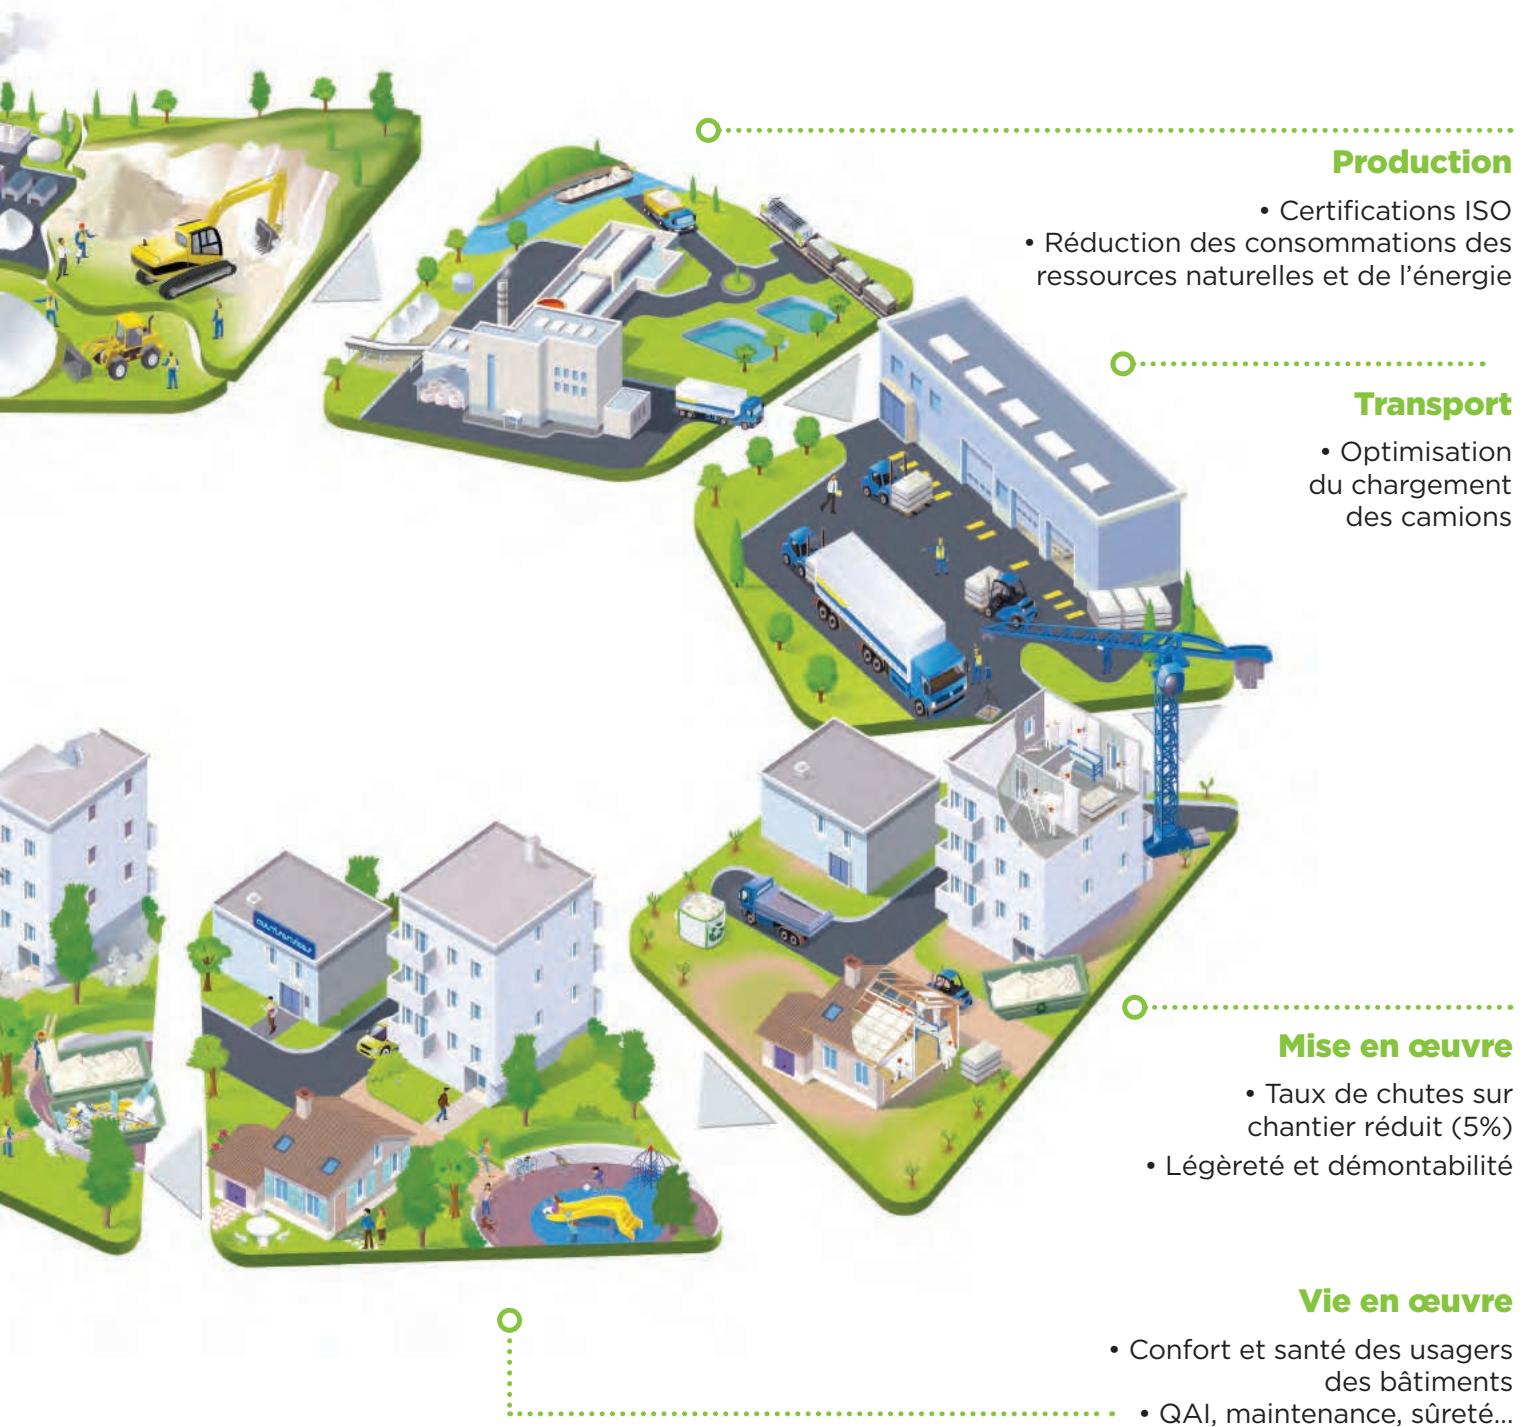 Production
• Certifications ISO
• Réduction des consommations des
ressources naturelles et de l'énergie
Transport
• Optimisation
du chargement
des camions
Mise en œuvre
• Taux de chutes sur
chantier réduit (5%)
• Légèreté et démontabilité
Vie en œuvre
• Confort et santé des usagers
des bâtiments
• QAI, maintenance, sûreté...